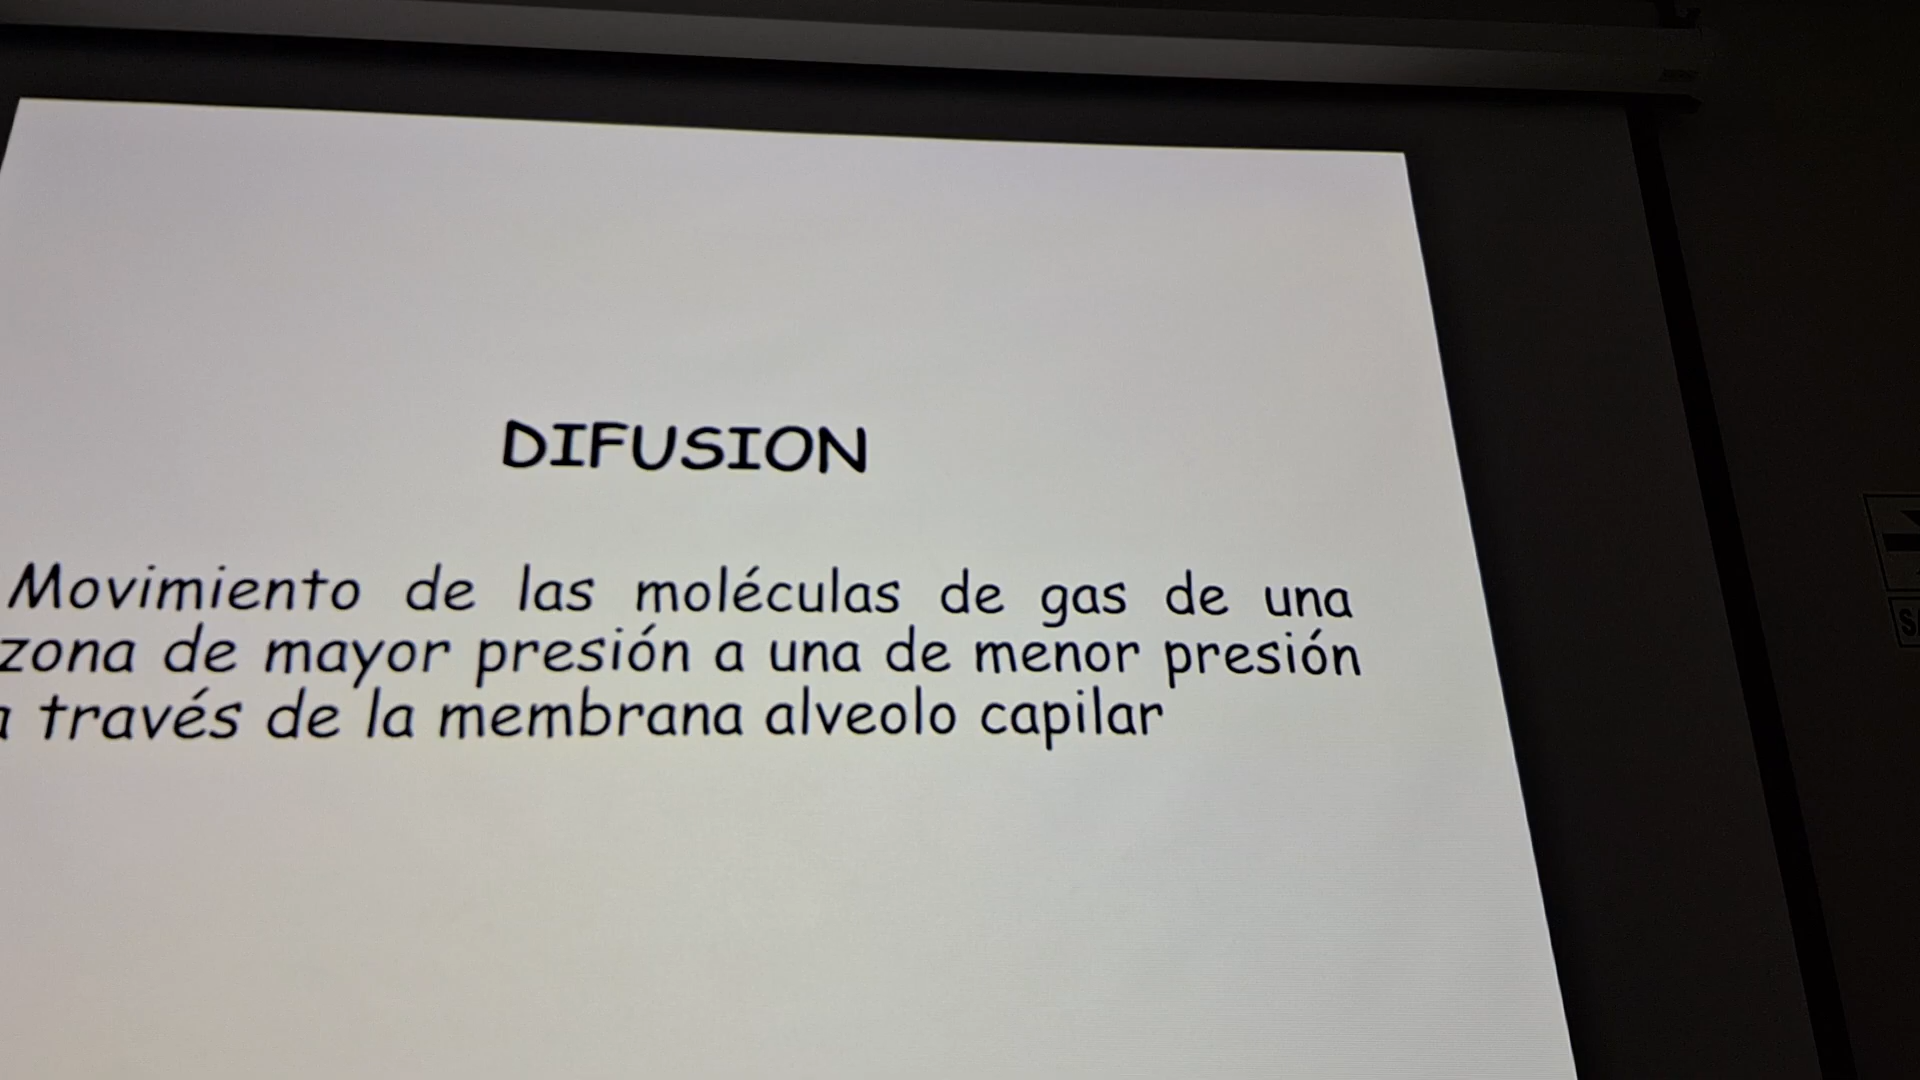 DIFUSION
Movimiento de las moléculas de gas de una
zona de mayor presión a una de menor presión
a través de la membrana alveolo capilar